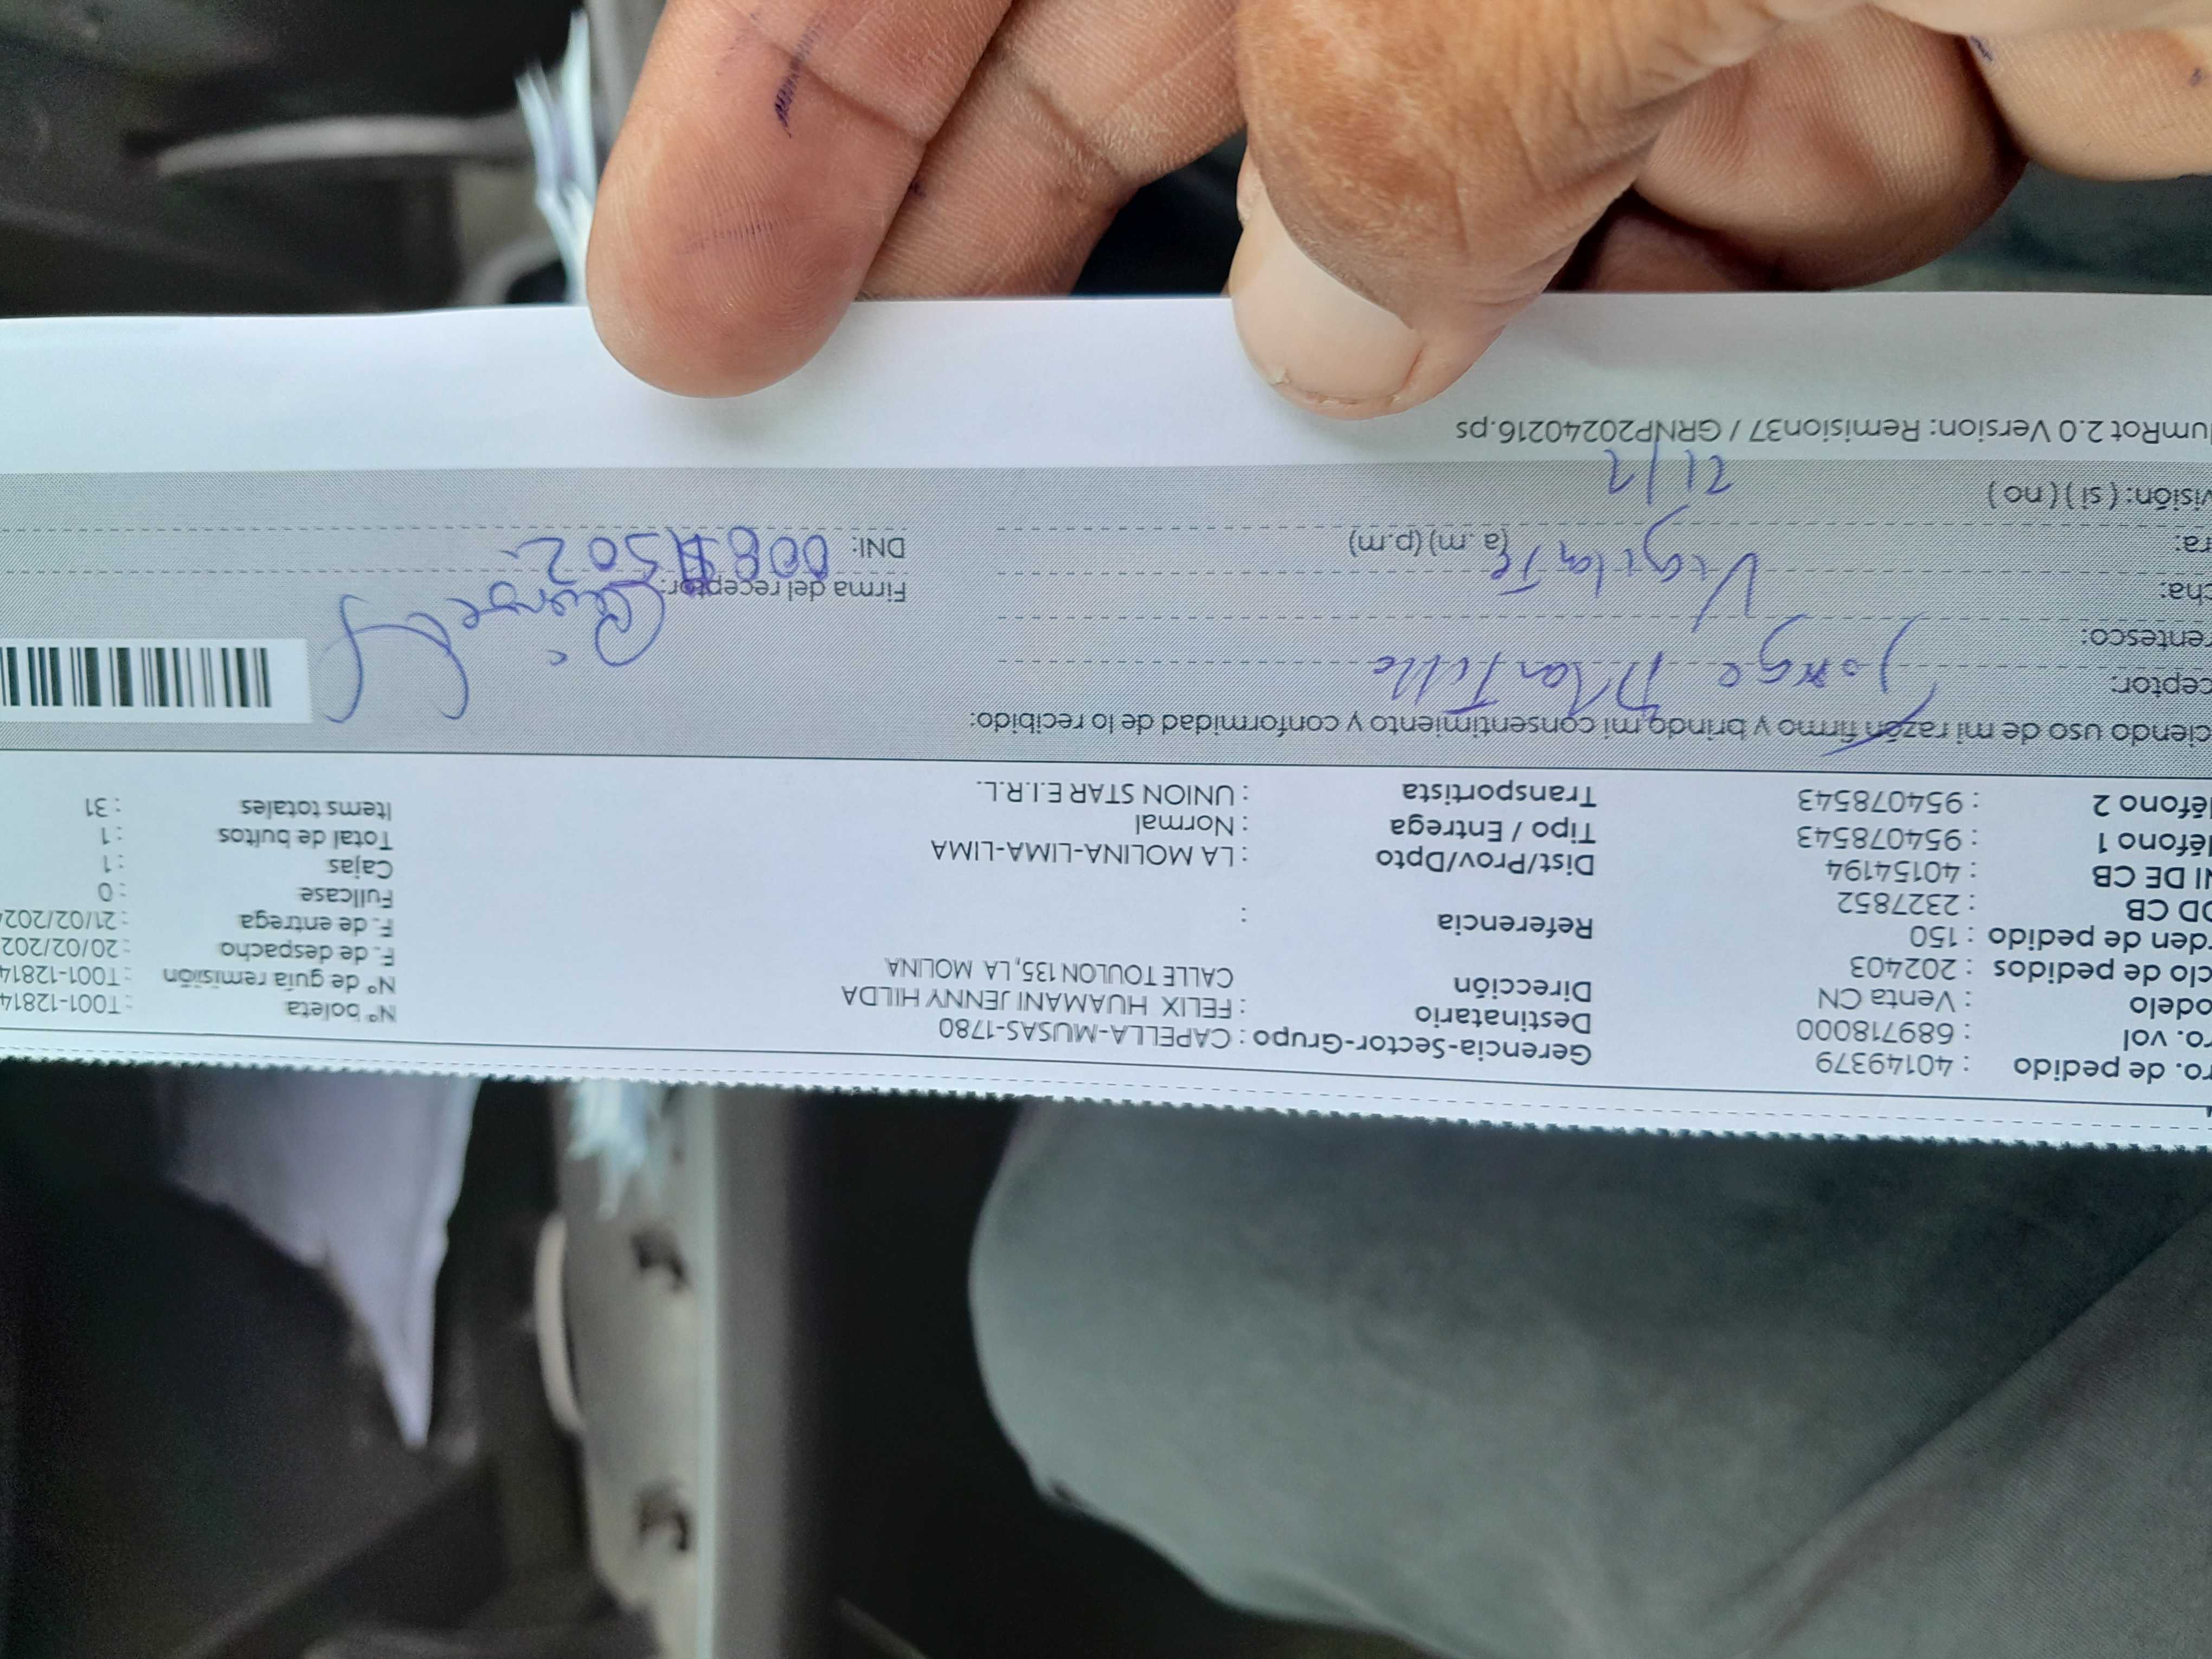 ro. de pedido : 40149379
ro. vol : 689718000
odelo : Venta CN
clo de pedidos : 202403
rden de pedido : 150
OD CB : 2327852
NI DE CB : 40154194
léfono 1 : 954078543
léfono 2 : 954078543
Gerencia-Sector-Grupo : CAPELLA-MUSAS-1780
Destinatario : FELIX HUAMANI JENNY HILDA
Dirección CALLE TOULON 135, LA MOLINA
Referencia :
Dist/Prov/Dpto : LA MOLINA-LIMA-LIMA
Tipo / Entrega : Normal
Transportista : UNION STAR E.I.R.L.
N° boleta : T001-12814
N° de guía remisión : T001-12814
F. de despacho : 20/02/202
F. de entrega : 21/02/202
Fullcase : 0
Cajas : 1
Total de bultos : 1
Items totales : 31
ciendo uso de mi razón firmo y brindo mi consentimiento y conformidad de lo recibido:
ceptor: Jorge Mantilla
rentesco: Vigilante
cha:
ra: (a.m) (p.m)
visión: ( si ) ( no ) 21/2
Firma del receptor:
DNI:
umRot 2.0 Version: Remision37 / GRNP20240216.ps